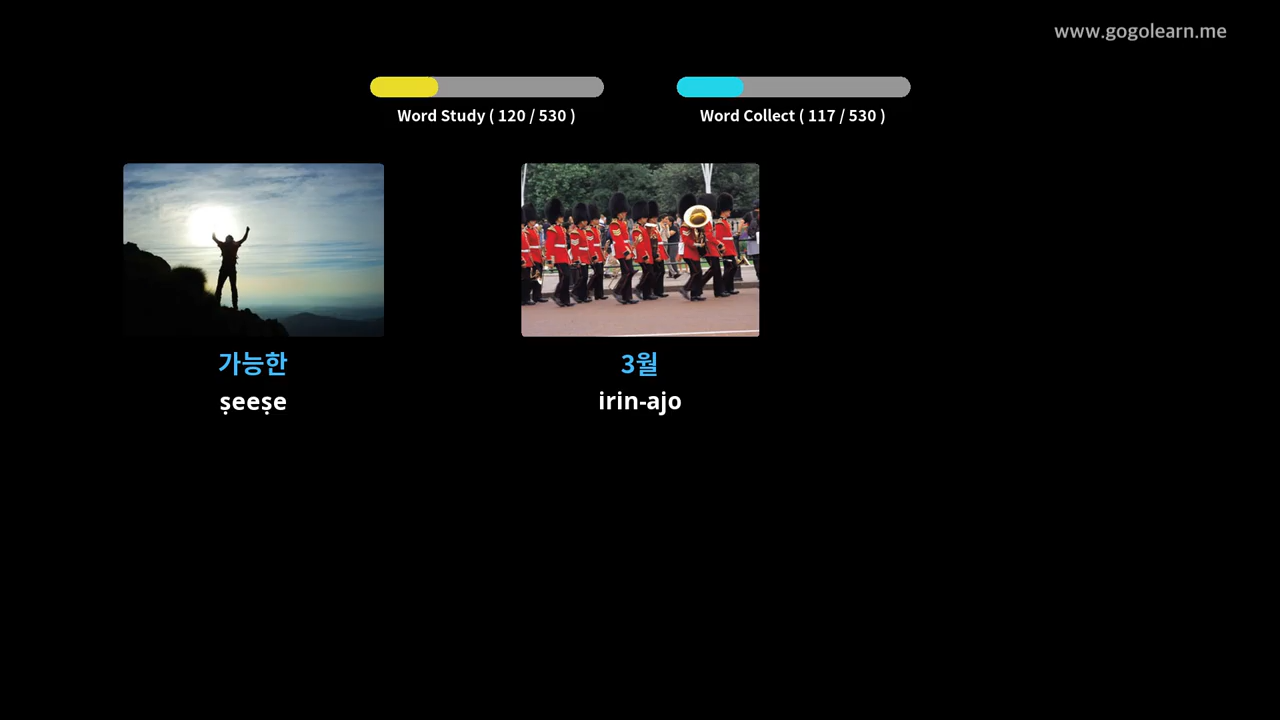 www.gogolearn.me
Word Study ( 120 / 530 )
Word Collect ( 117 / 530 )
가능한
ṣeeṣe
3월
irin-ajo